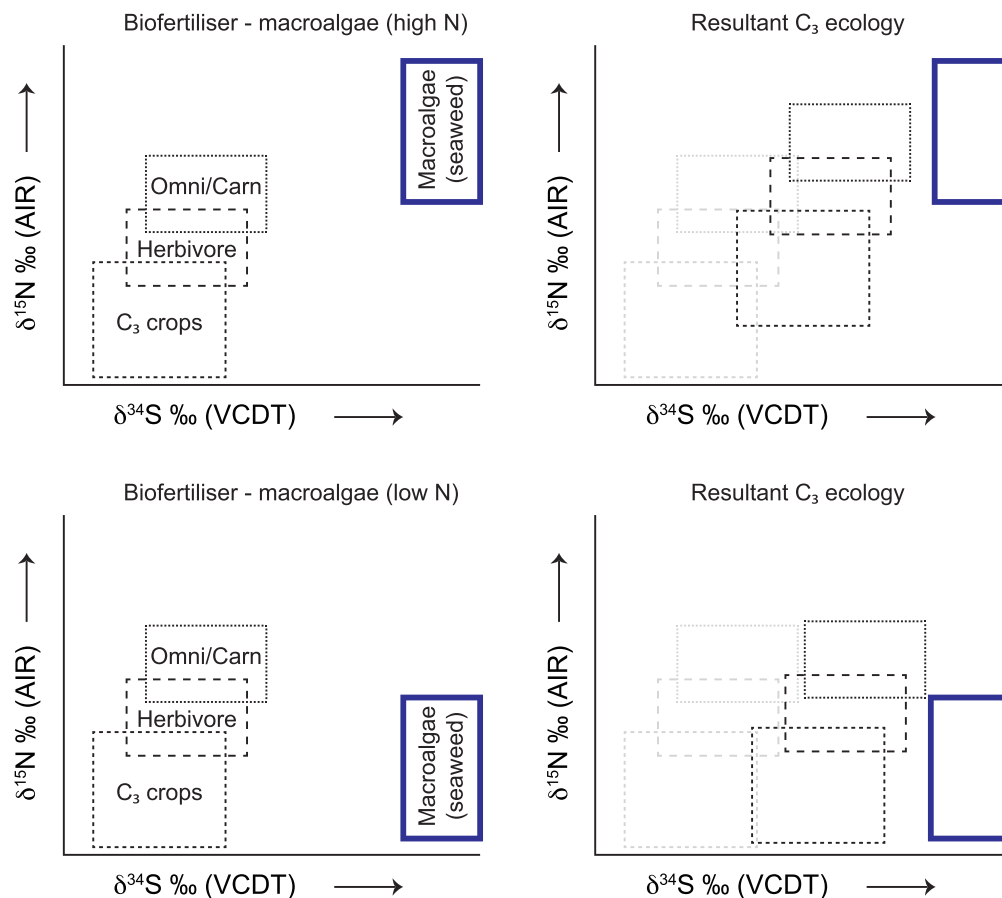 Biofertiliser - macroalgae (high N)
δ¹⁵N ‰ (AIR)
Omni/Carn
Herbivore
C₃ crops
Macroalgae
(seaweed)
δ³⁴S ‰ (VCDT)
Resultant C₃ ecology
δ¹⁵N ‰ (AIR)
δ³⁴S ‰ (VCDT)
Biofertiliser - macroalgae (low N)
δ¹⁵N ‰ (AIR)
Omni/Carn
Herbivore
C₃ crops
Macroalgae
(seaweed)
δ³⁴S ‰ (VCDT)
Resultant C₃ ecology
δ¹⁵N ‰ (AIR)
δ³⁴S ‰ (VCDT)